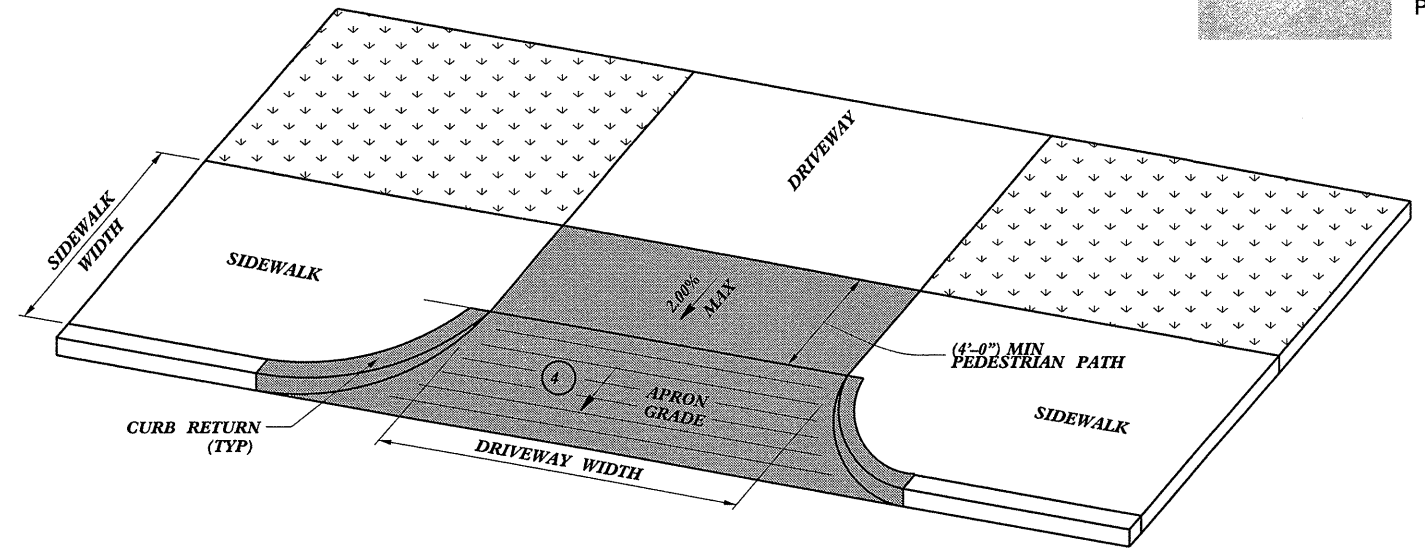 P
DRIVEWAY
SIDEWALK
WIDTH
SIDEWALK
2.00%
MAX
(4'-0") MIN
PEDESTRIAN PATH
4
APRON
GRADE
SIDEWALK
CURB RETURN
(TYP)
DRIVEWAY WIDTH